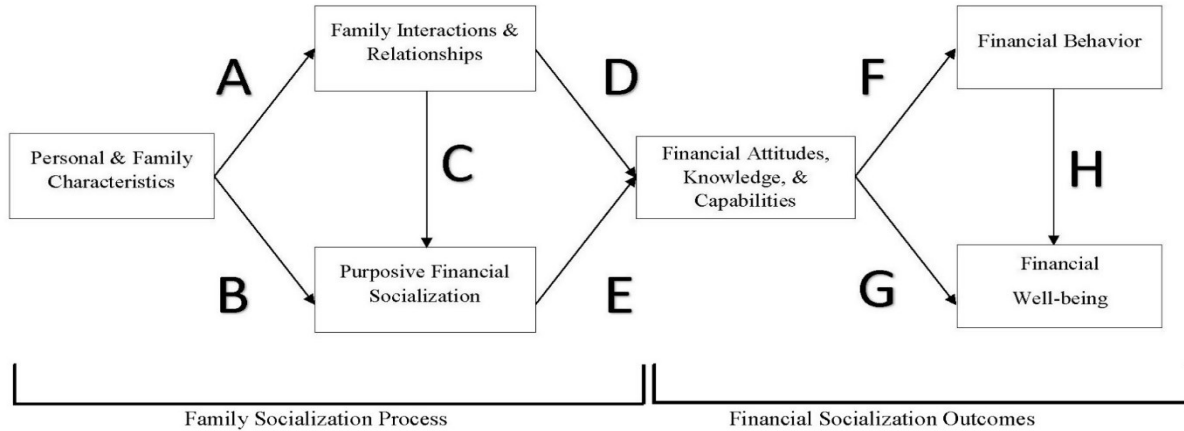 Family Interactions &
Relationships
Financial Behavior
A
D
F
Personal & Family
Characteristics
C
Financial Attitudes,
Knowledge, &
Capabilities
H
B
Purposive Financial
Socialization
E
G
Financial
Well-being
Family Socialization Process
Financial Socialization Outcomes